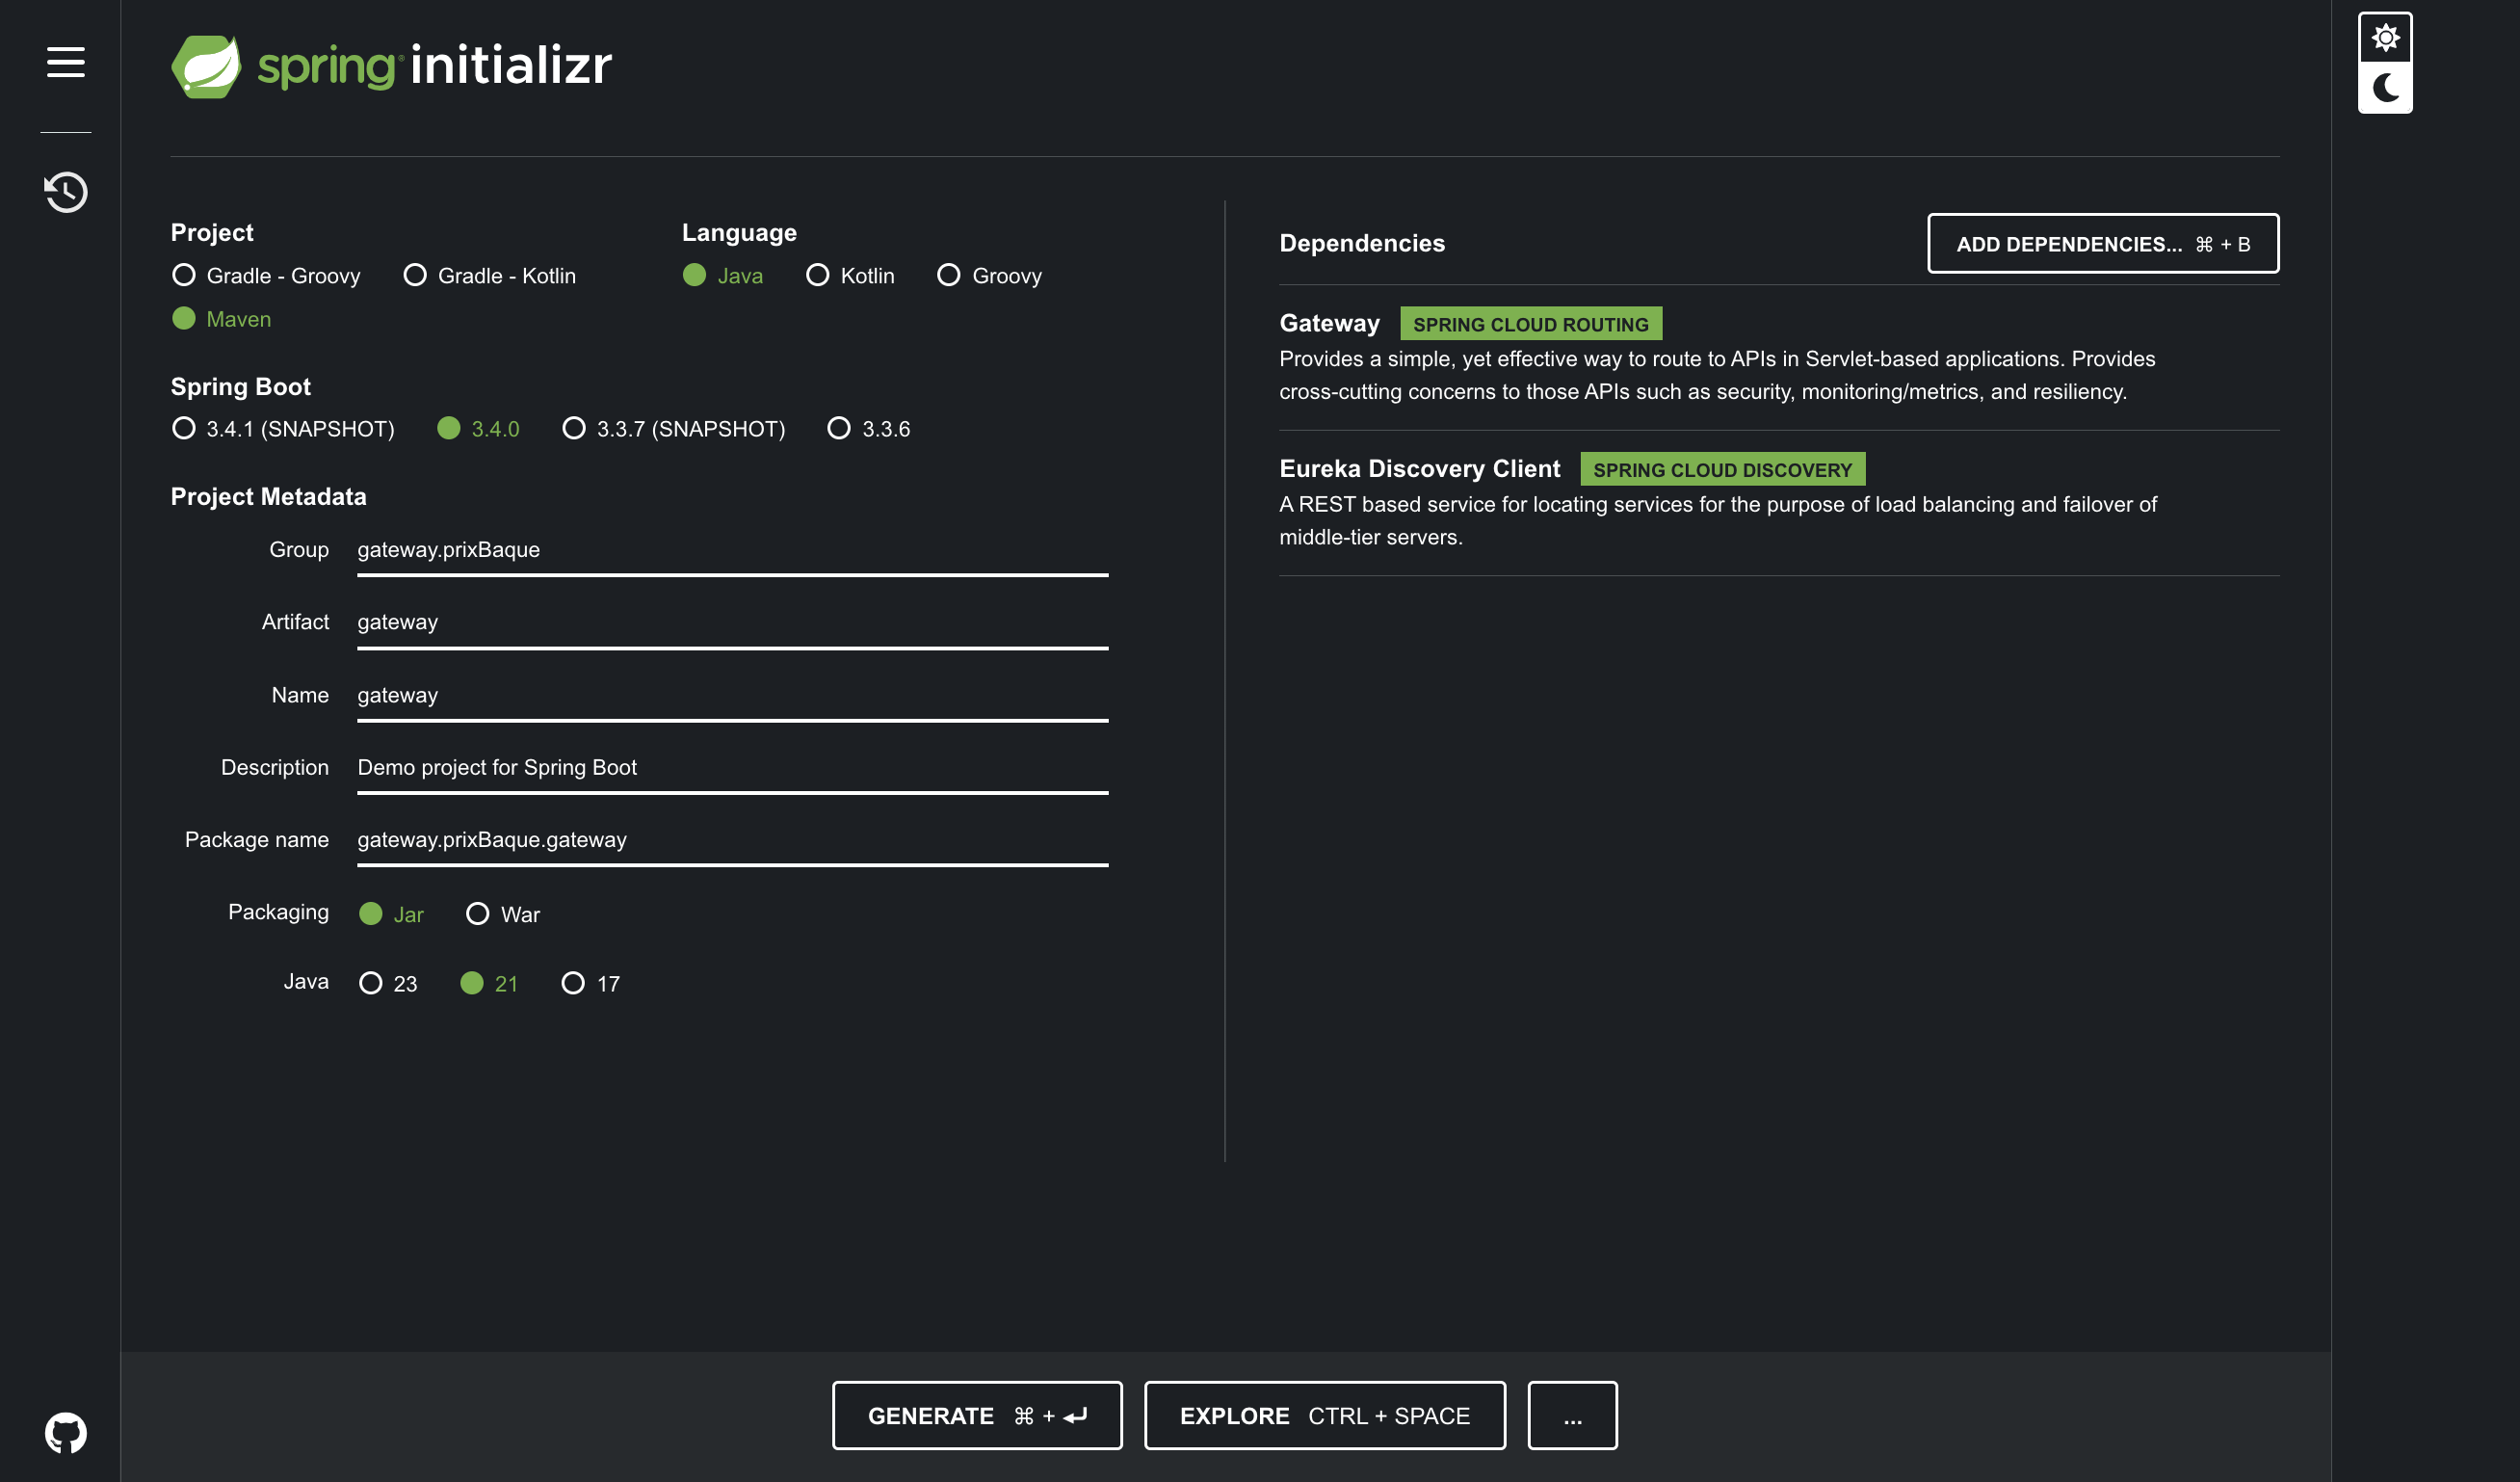 spring initializr
Project
Gradle - Groovy
Gradle - Kotlin
Maven
Language
Java
Kotlin
Groovy
Spring Boot
3.4.1 (SNAPSHOT)
3.4.0
3.3.7 (SNAPSHOT)
3.3.6
Project Metadata
Group
gateway.prixBaque
Artifact
gateway
Name
gateway
Description
Demo project for Spring Boot
Package name
gateway.prixBaque.gateway
Packaging
Jar
War
Java
23
21
17
Dependencies
ADD DEPENDENCIES... ⌘ + B
Gateway
SPRING CLOUD ROUTING
Provides a simple, yet effective way to route to APIs in Servlet-based applications. Provides
cross-cutting concerns to those APIs such as security, monitoring/metrics, and resiliency.
Eureka Discovery Client
SPRING CLOUD DISCOVERY
A REST based service for locating services for the purpose of load balancing and failover of
middle-tier servers.
GENERATE ⌘ + ⏎
EXPLORE CTRL + SPACE
...